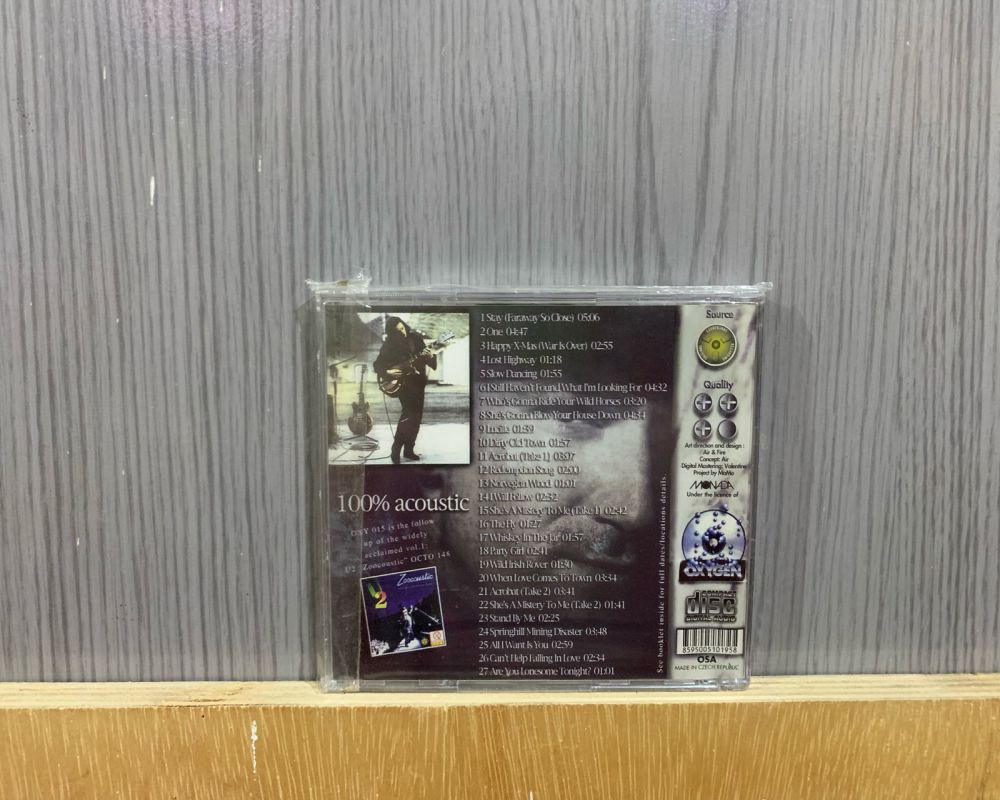 1 Stay (Faraway So Close) 05:06
2 One 04:47
3 Happy X-Mas (War Is Over) 02:55
4 Lost Highway 01:18
5 Slow Dancing 01:55
6 I Still Haven't Found What I'm Looking For 04:32
7 Who's Gonna Ride Your Wild Horses 03:20
8 She's Gonna Blow Your House Down 04:34
9 Lucille 01:39
10 Dirty Old Town 01:57
11 Acrobat (Take 1) 03:07
12 Redemption Song 02:00
13 Norwegian Wood 01:01
14 I Will Follow 02:32
15 She's A Mistery To Me (Take 1) 02:42
16 The Fly 01:27
17 Whiskey In The Jar 01:57
18 Party Girl 02:41
19 Wild Irish Rover 01:30
20 When Love Comes To Town 03:34
21 Acrobat (Take 2) 03:41
22 She's A Mistery To Me (Take 2) 01:41
23 Stand By Me 02:25
24 Springhill Mining Disaster 03:48
25 All I Want Is You 02:59
26 Can't Help Falling In Love 02:34
27 Are You Lonesome Tonight? 01:01
100% acoustic
OXY 015 is the follow
up of the widely
acclaimed vol.1:
U2 "Zoocoustic" OCTO 148
Zoocoustic
U2
See booklet inside for full dates/locations details.
Source
Quality
Art direction and design :
Air & Fire
Concept: Air
Digital Mastering: Valentine
Project by MoMo
MONADA
Under the licence of
OXYGEN
COMPACT
disc
DIGITAL AUDIO
8595005101958
OSA
MADE IN CZECH REPUBLIC